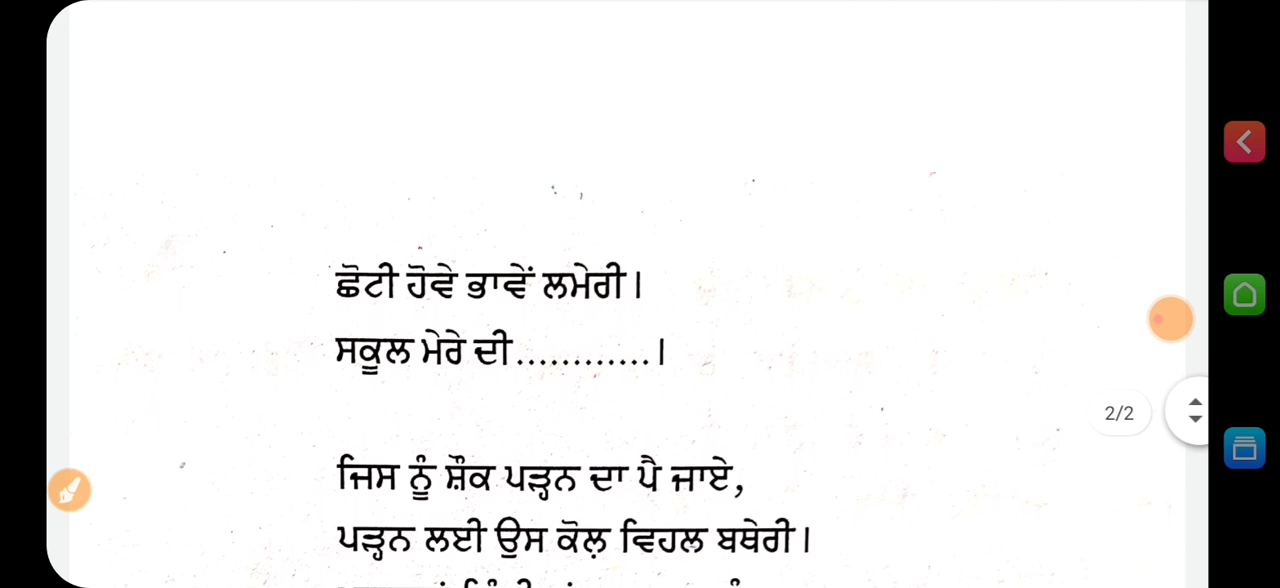 ਛੋਟੀ ਹੋਵੇ ਭਾਵੇਂ ਲਮੇਰੀ।
ਸਕੂਲ ਮੇਰੇ ਦੀ............।
2/2
ਜਿਸ ਨੂੰ ਸ਼ੌਕ ਪੜ੍ਹਨ ਦਾ ਪੈ ਜਾਏ,
ਪੜ੍ਹਨ ਲਈ ਉਸ ਕੋਲ਼ ਵਿਹਲ ਬਥੇਰੀ।